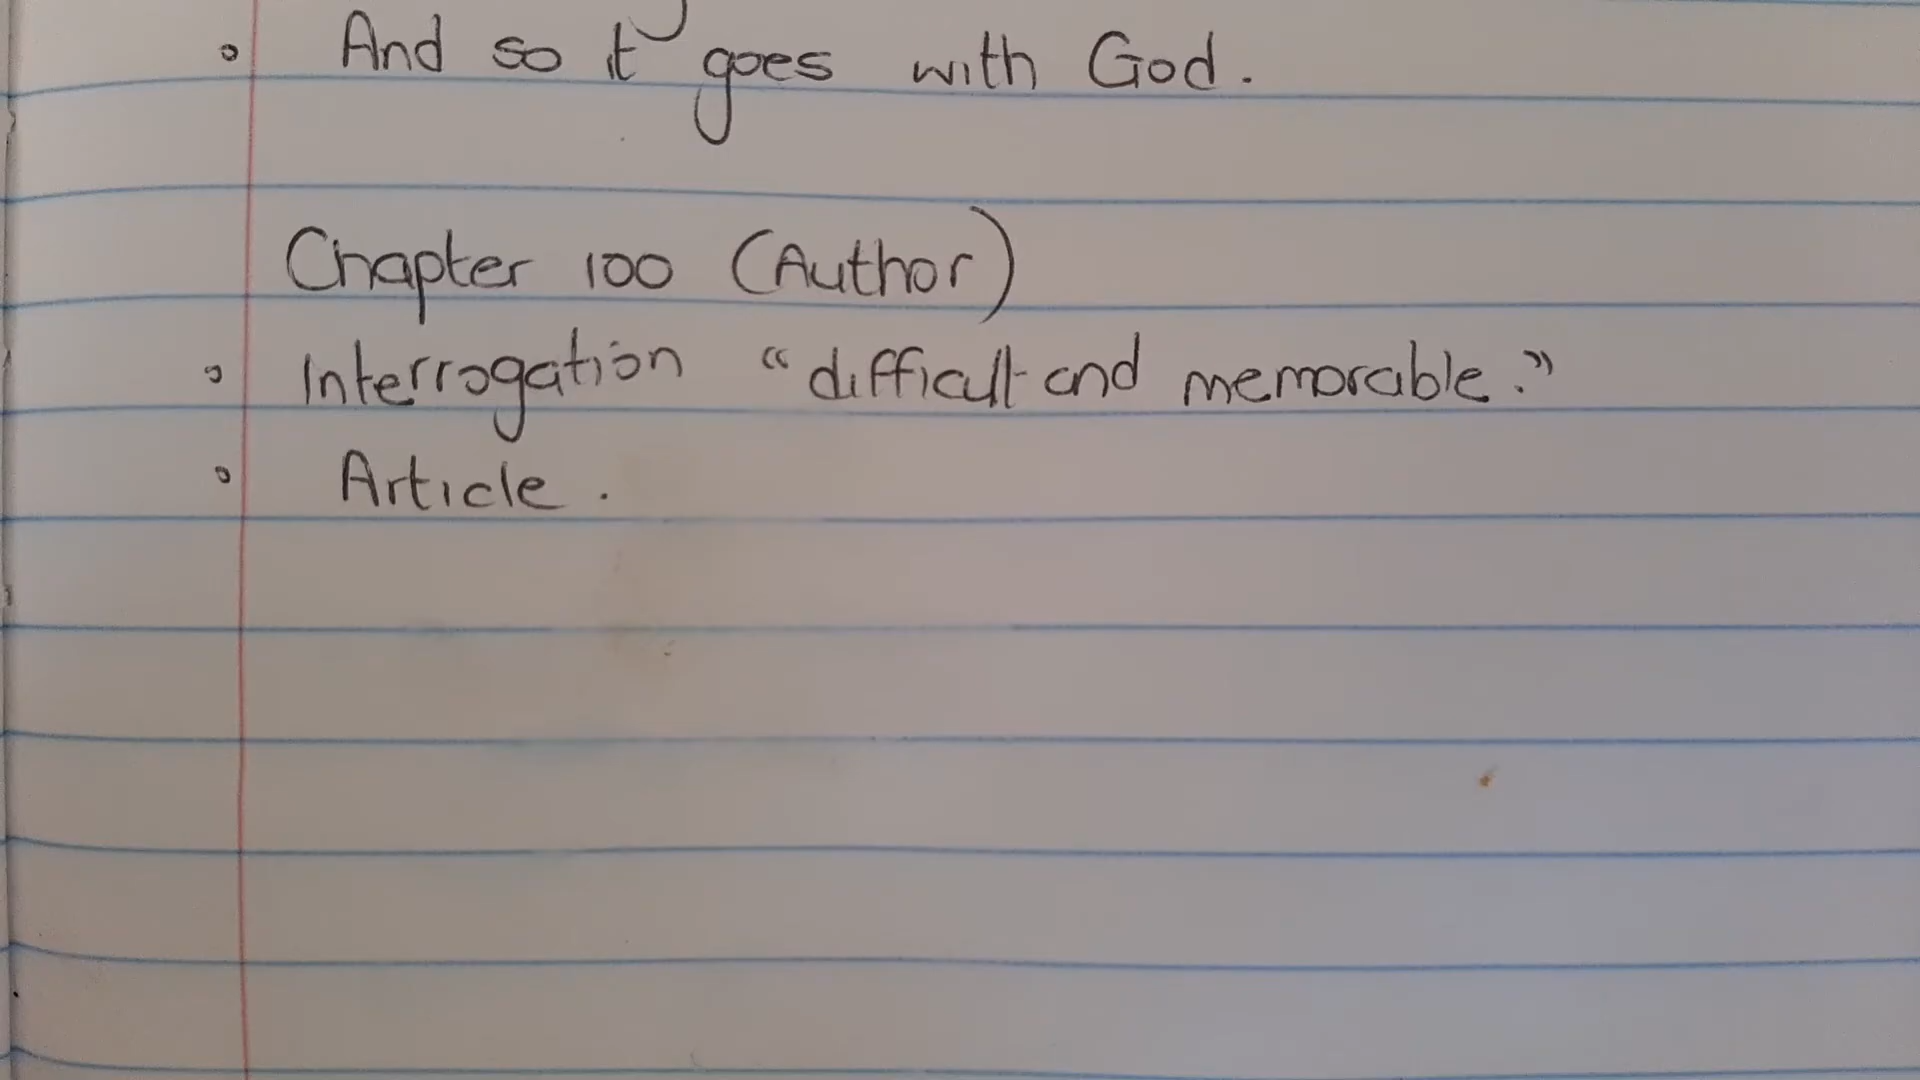 • And so it goes with God.
Chapter 100 (Author)
• Interrogation “difficult and memorable.”
• Article.